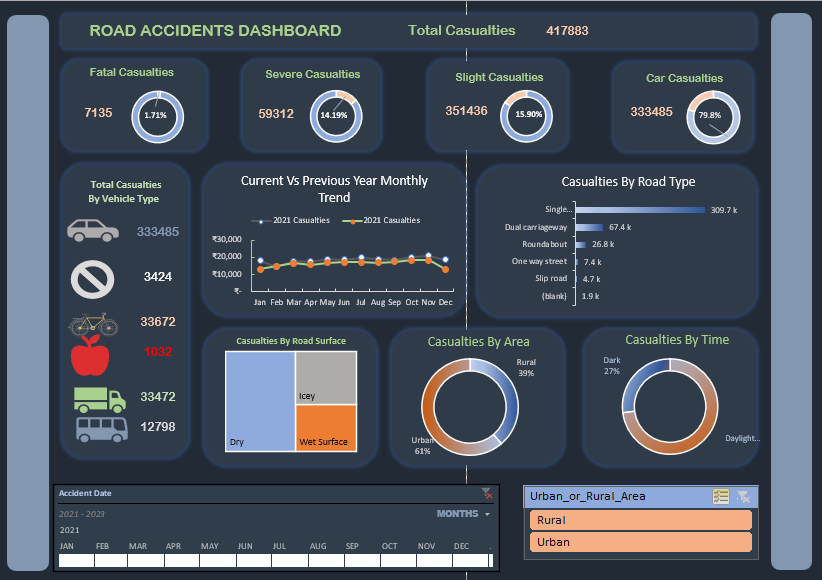 ROAD ACCIDENTS DASHBOARD
Total Casualties 417883
Fatal Casualties
7135
1.71%
Severe Casualties
59312
14.19%
Slight Casualties
351436
15.90%
Car Casualties
333485
79.8%
Total Casualties
By Vehicle Type
333485
3424
33672
1032
33472
12798
Current Vs Previous Year Monthly
Trend
2021 Casualties 2021 Casualties
₹30,000
₹20,000
₹10,000
₹-
Jan Feb Mar Apr May Jun Jul Aug Sep Oct Nov Dec
Casualties By Road Type
Single... 309.7 k
Dual carriageway 67.4 k
Roundabout 26.8 k
One way street 7.4 k
Slip road 4.7 k
(blank) 1.9 k
Casualties By Road Surface
Dry
Icey
Wet Surface
Casualties By Area
Rural
39%
Urban
61%
Casualties By Time
Dark
27%
Daylight...
Accident Date
2021 - 2023
MONTHS
2021
JAN FEB MAR APR MAY JUN JUL AUG SEP OCT NOV DEC
Urban_or_Rural_Area
Rural
Urban